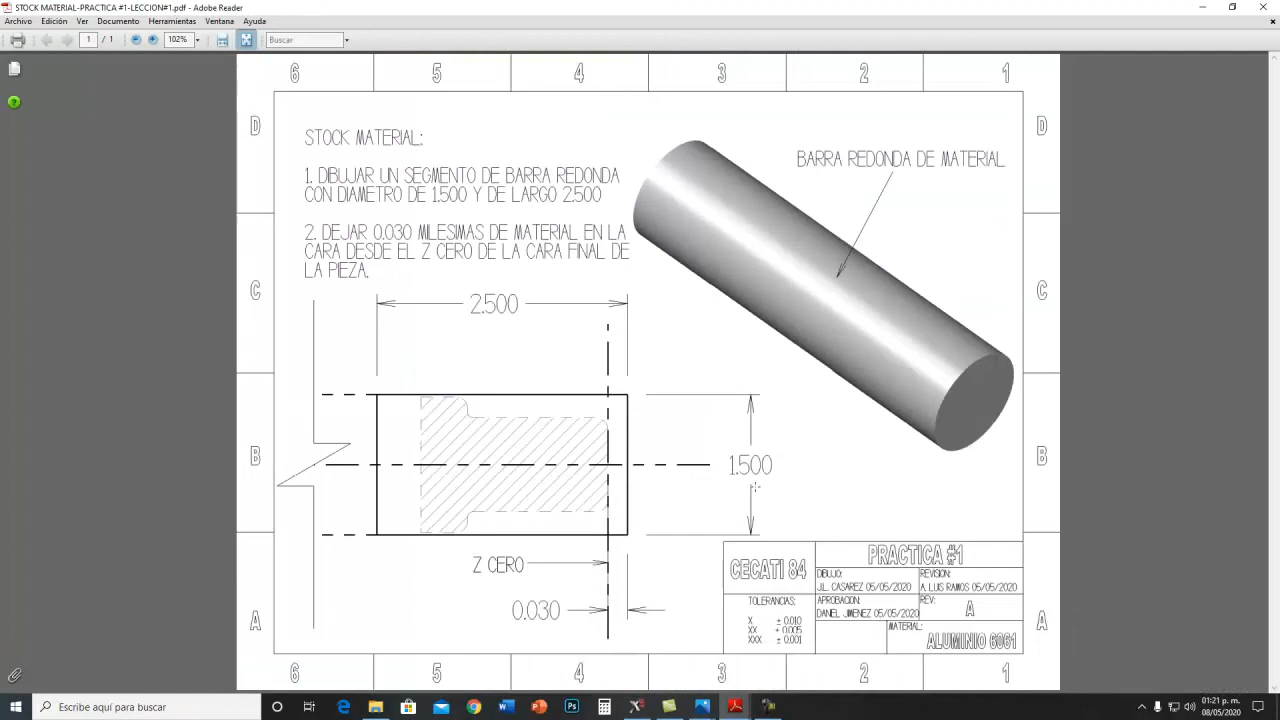 STOCK MATERIAL-PRACTICA #1-LECCION#1.pdf - Adobe Reader
Archivo Edición Ver Documento Herramientas Ventana Ayuda
1 / 1 102% Buscar
6 5 4 3 2 1
D D
STOCK MATERIAL:
BARRA REDONDA DE MATERIAL
1. DIBUJAR UN SEGMENTO DE BARRA REDONDA
CON DIAMETRO DE 1.500 Y DE LARGO 2.500
2. DEJAR 0.030 MILESIMAS DE MATERIAL EN LA
CARA DESDE EL Z CERO DE LA CARA FINAL DE
LA PIEZA.
C C
2.500
B B
1.500
Z CERO
0.030
A A
CECATI 84
PRACTICA #1
DIBUJO:
J.L. CASAREZ 05/05/2020
REVISION:
A. LUIS RAMOS 05/05/2020
TOLERANCIAS:
X ± 0.010
XX ± 0.005
XXX ± 0.001
APROBACION:
DANIEL JIMENEZ 05/05/2020
REV:
A
MATERIAL:
ALUMINIO 6061
6 5 4 3 2 1
Escribe aquí para buscar
01:21 p. m.
08/05/2020